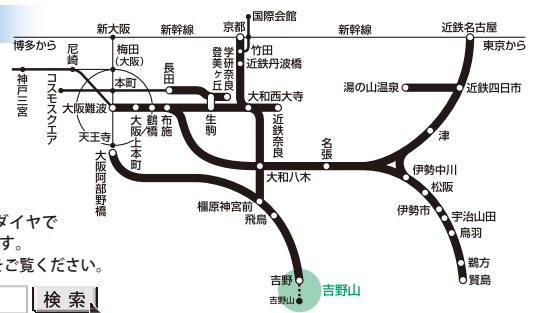 国際会館
新大阪
新幹線
京都
新幹線
近鉄名古屋
博多から
東京から
尼崎
梅田
(大阪)
竹田
近鉄丹波橋
学研奈良
登美ヶ丘
長田
神戸三宮
コスモスクエア
本町
湯の山温泉
近鉄四日市
大阪難波
大和西大寺
天王寺
大阪上本町
鶴橋
布施
生駒
近鉄奈良
津
名張
大阪阿部野橋
大和八木
伊勢中川
松阪
橿原神宮前
飛鳥
伊勢市
宇治山田
鳥羽
ダイヤで
す。
をご覧ください。
鵜方
賢島
吉野
吉野山
吉野山
検索